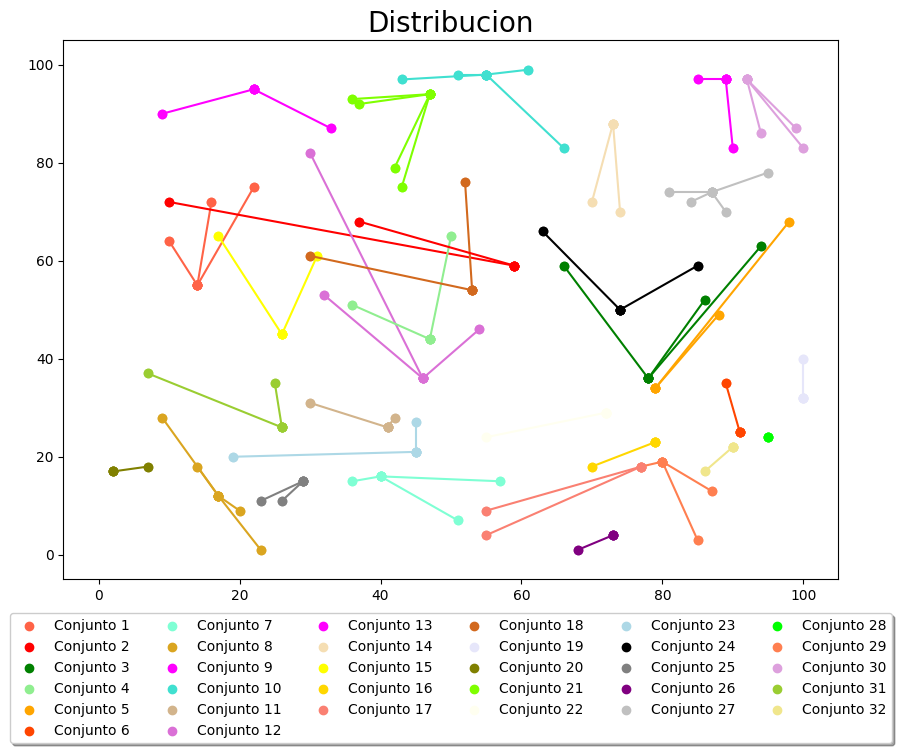 Distribucion
100
80
60
40
20
0
0 20 40 60 80 100
Conjunto 1 Conjunto 7 Conjunto 13 Conjunto 18 Conjunto 23 Conjunto 28
Conjunto 2 Conjunto 8 Conjunto 14 Conjunto 19 Conjunto 24 Conjunto 29
Conjunto 3 Conjunto 9 Conjunto 15 Conjunto 20 Conjunto 25 Conjunto 30
Conjunto 4 Conjunto 10 Conjunto 16 Conjunto 21 Conjunto 26 Conjunto 31
Conjunto 5 Conjunto 11 Conjunto 17 Conjunto 22 Conjunto 27 Conjunto 32
Conjunto 6 Conjunto 12